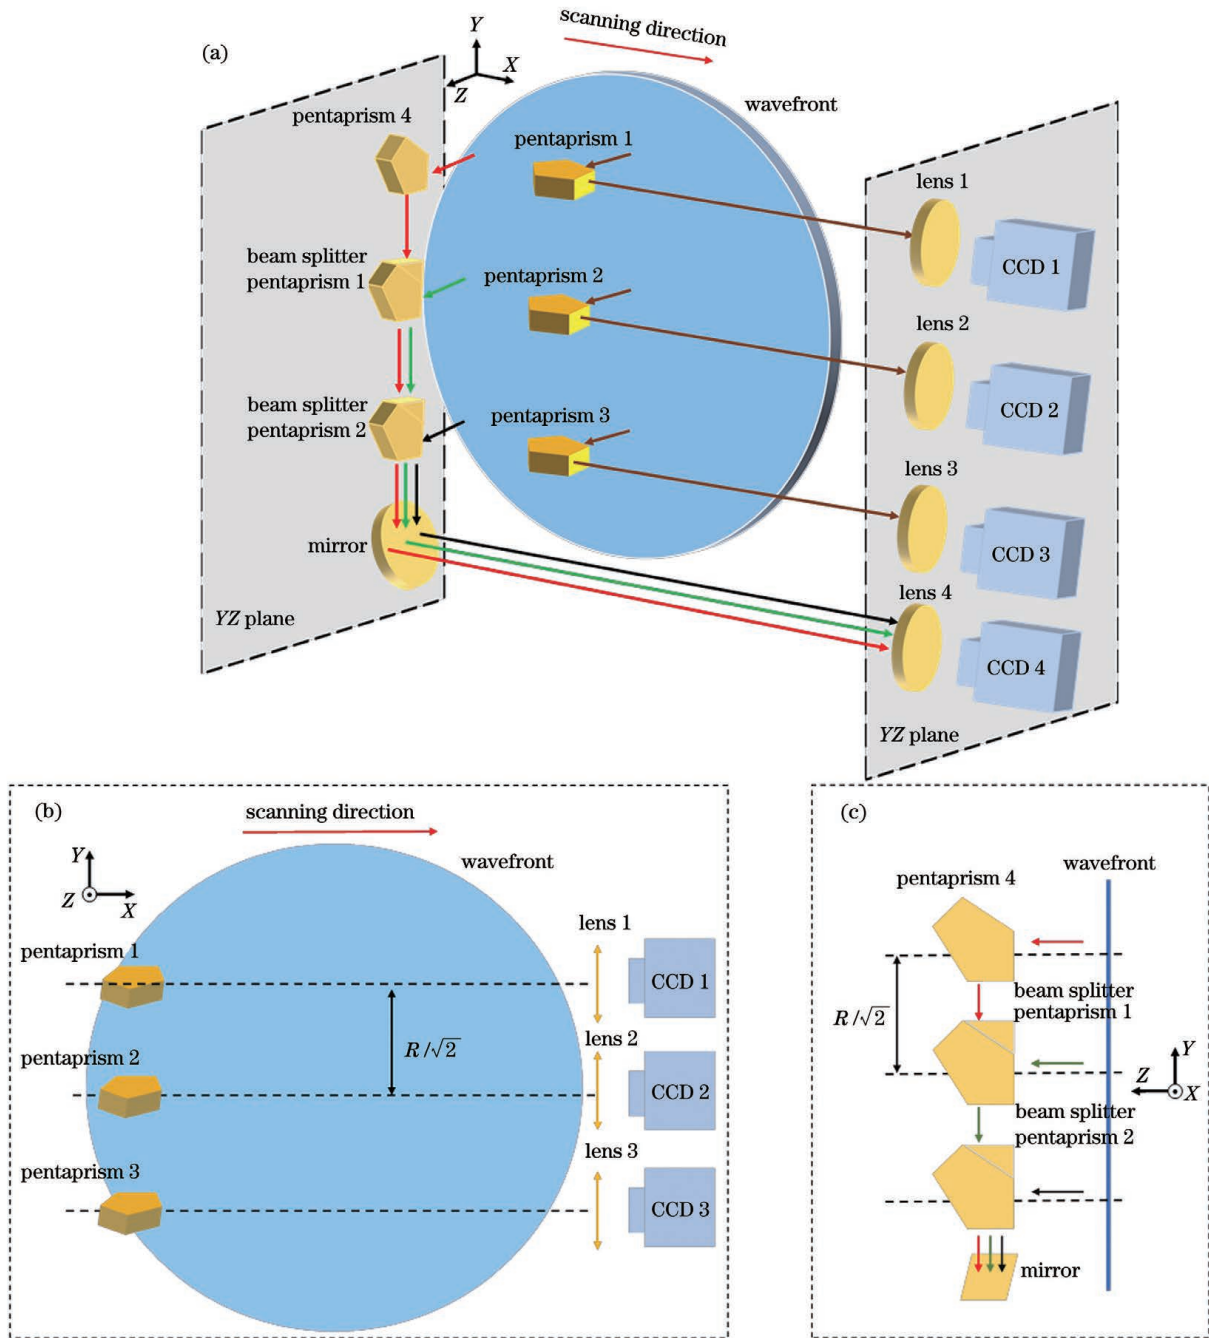 (a)
scanning direction
Y
X
Z
wavefront
pentaprism 4
pentaprism 1
lens 1
CCD 1
beam splitter
pentaprism 1
pentaprism 2
lens 2
CCD 2
beam splitter
pentaprism 2
pentaprism 3
lens 3
CCD 3
mirror
lens 4
CCD 4
YZ plane
YZ plane
(b)
scanning direction
Y
Z
X
wavefront
pentaprism 1
lens 1
CCD 1
R/√2
pentaprism 2
lens 2
CCD 2
pentaprism 3
lens 3
CCD 3
(c)
wavefront
pentaprism 4
beam splitter
pentaprism 1
R/√2
Y
Z
X
beam splitter
pentaprism 2
mirror